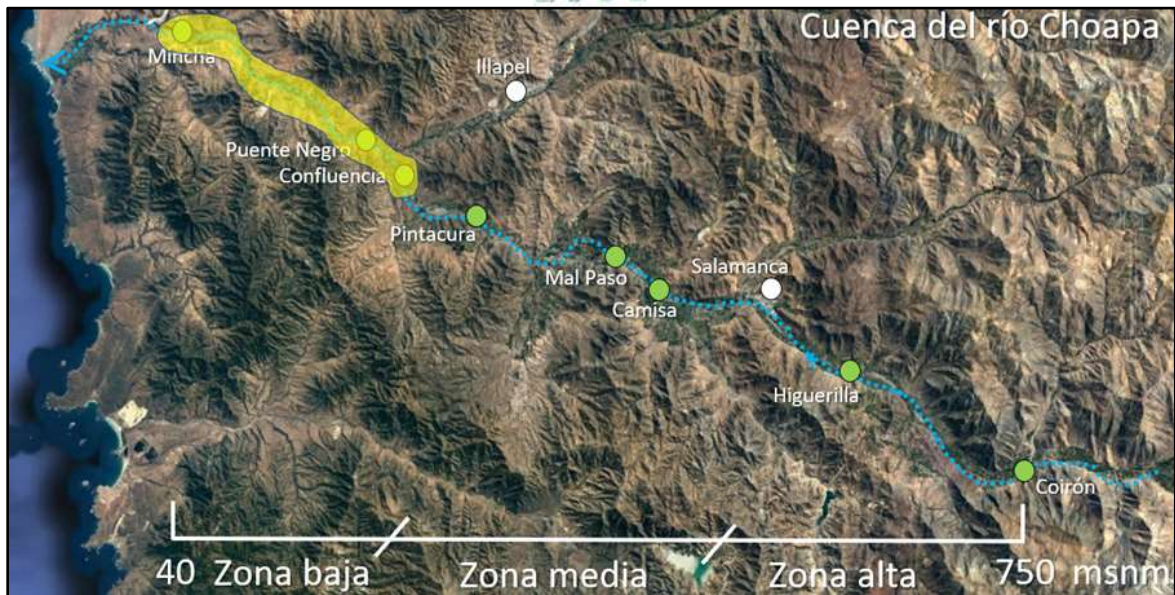 Cuenca del río Choapa
Mincha
Illapel
Puente Negro
Confluencia
Pintacura
Mal Paso
Salamanca
Camisa
Higuerilla
Coirón
40 Zona baja Zona media Zona alta 750 msnm